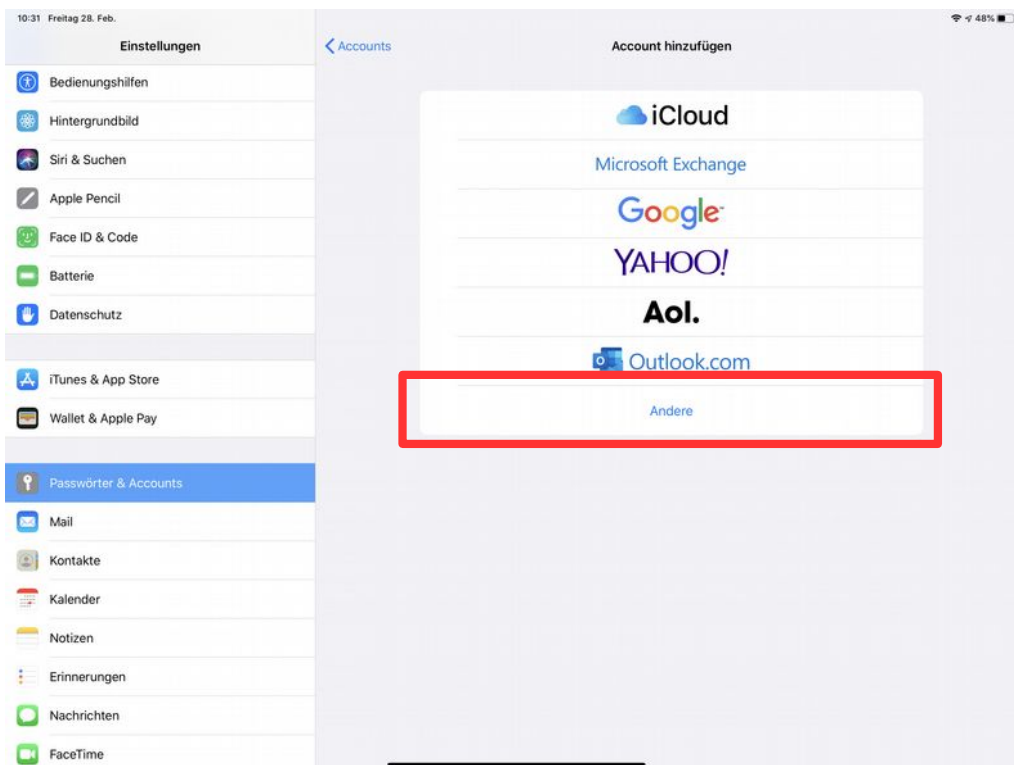 10:31 Freitag 28. Feb.
48%
Einstellungen
Bedienungshilfen
Hintergrundbild
Siri & Suchen
Apple Pencil
Face ID & Code
Batterie
Datenschutz
iTunes & App Store
Wallet & Apple Pay
Passwörter & Accounts
Mail
Kontakte
Kalender
Notizen
Erinnerungen
Nachrichten
FaceTime
Accounts
Account hinzufügen
iCloud
Microsoft Exchange
Google
YAHOO!
Aol.
Outlook.com
Andere